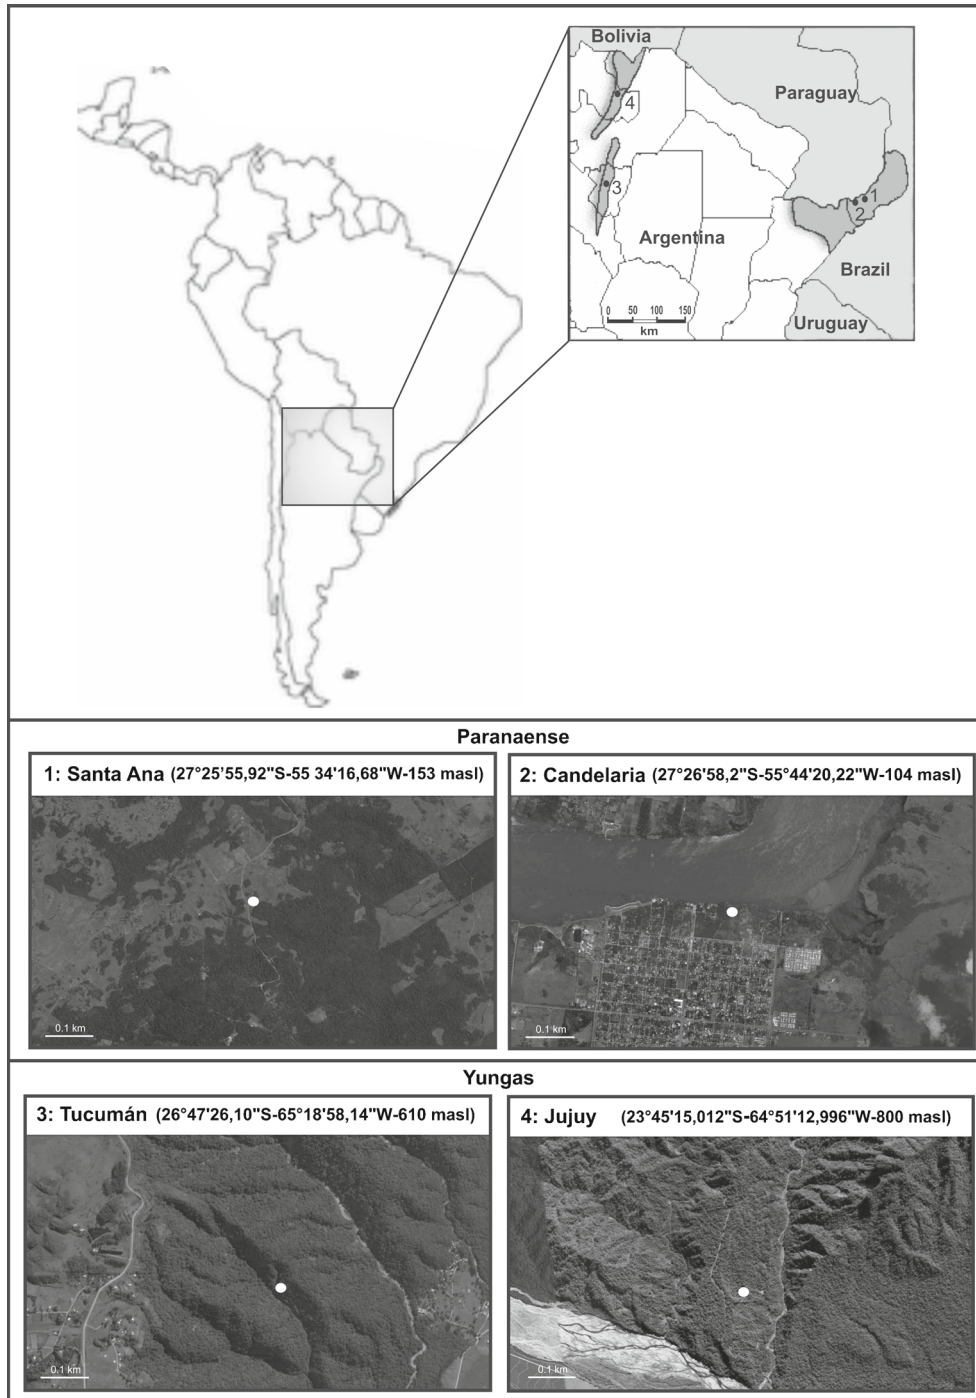 Bolivia
Paraguay
4
3
1
2
Argentina
Brazil
0 50 100 150
km
Uruguay
Paranaense
1: Santa Ana (27°25’55,92"S-55 34'16,68"W-153 masl)
2: Candelaria (27°26'58,2"S-55°44'20,22"W-104 masl)
0.1 km
0.1 km
Yungas
3: Tucumán (26°47'26,10"S-65°18'58,14"W-610 masl)
4: Jujuy (23°45'15,012"S-64°51'12,996"W-800 masl)
0.1 km
0.1 km